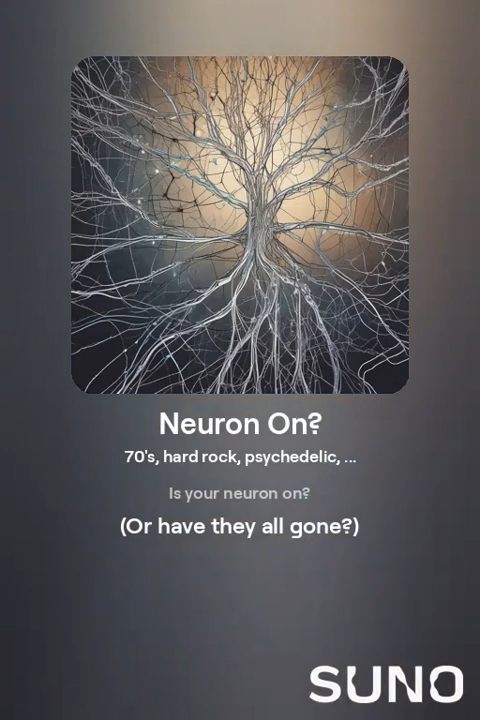 Neuron On?
70's, hard rock, psychedelic, ...
Is your neuron on?
(Or have they all gone?)
SUNO